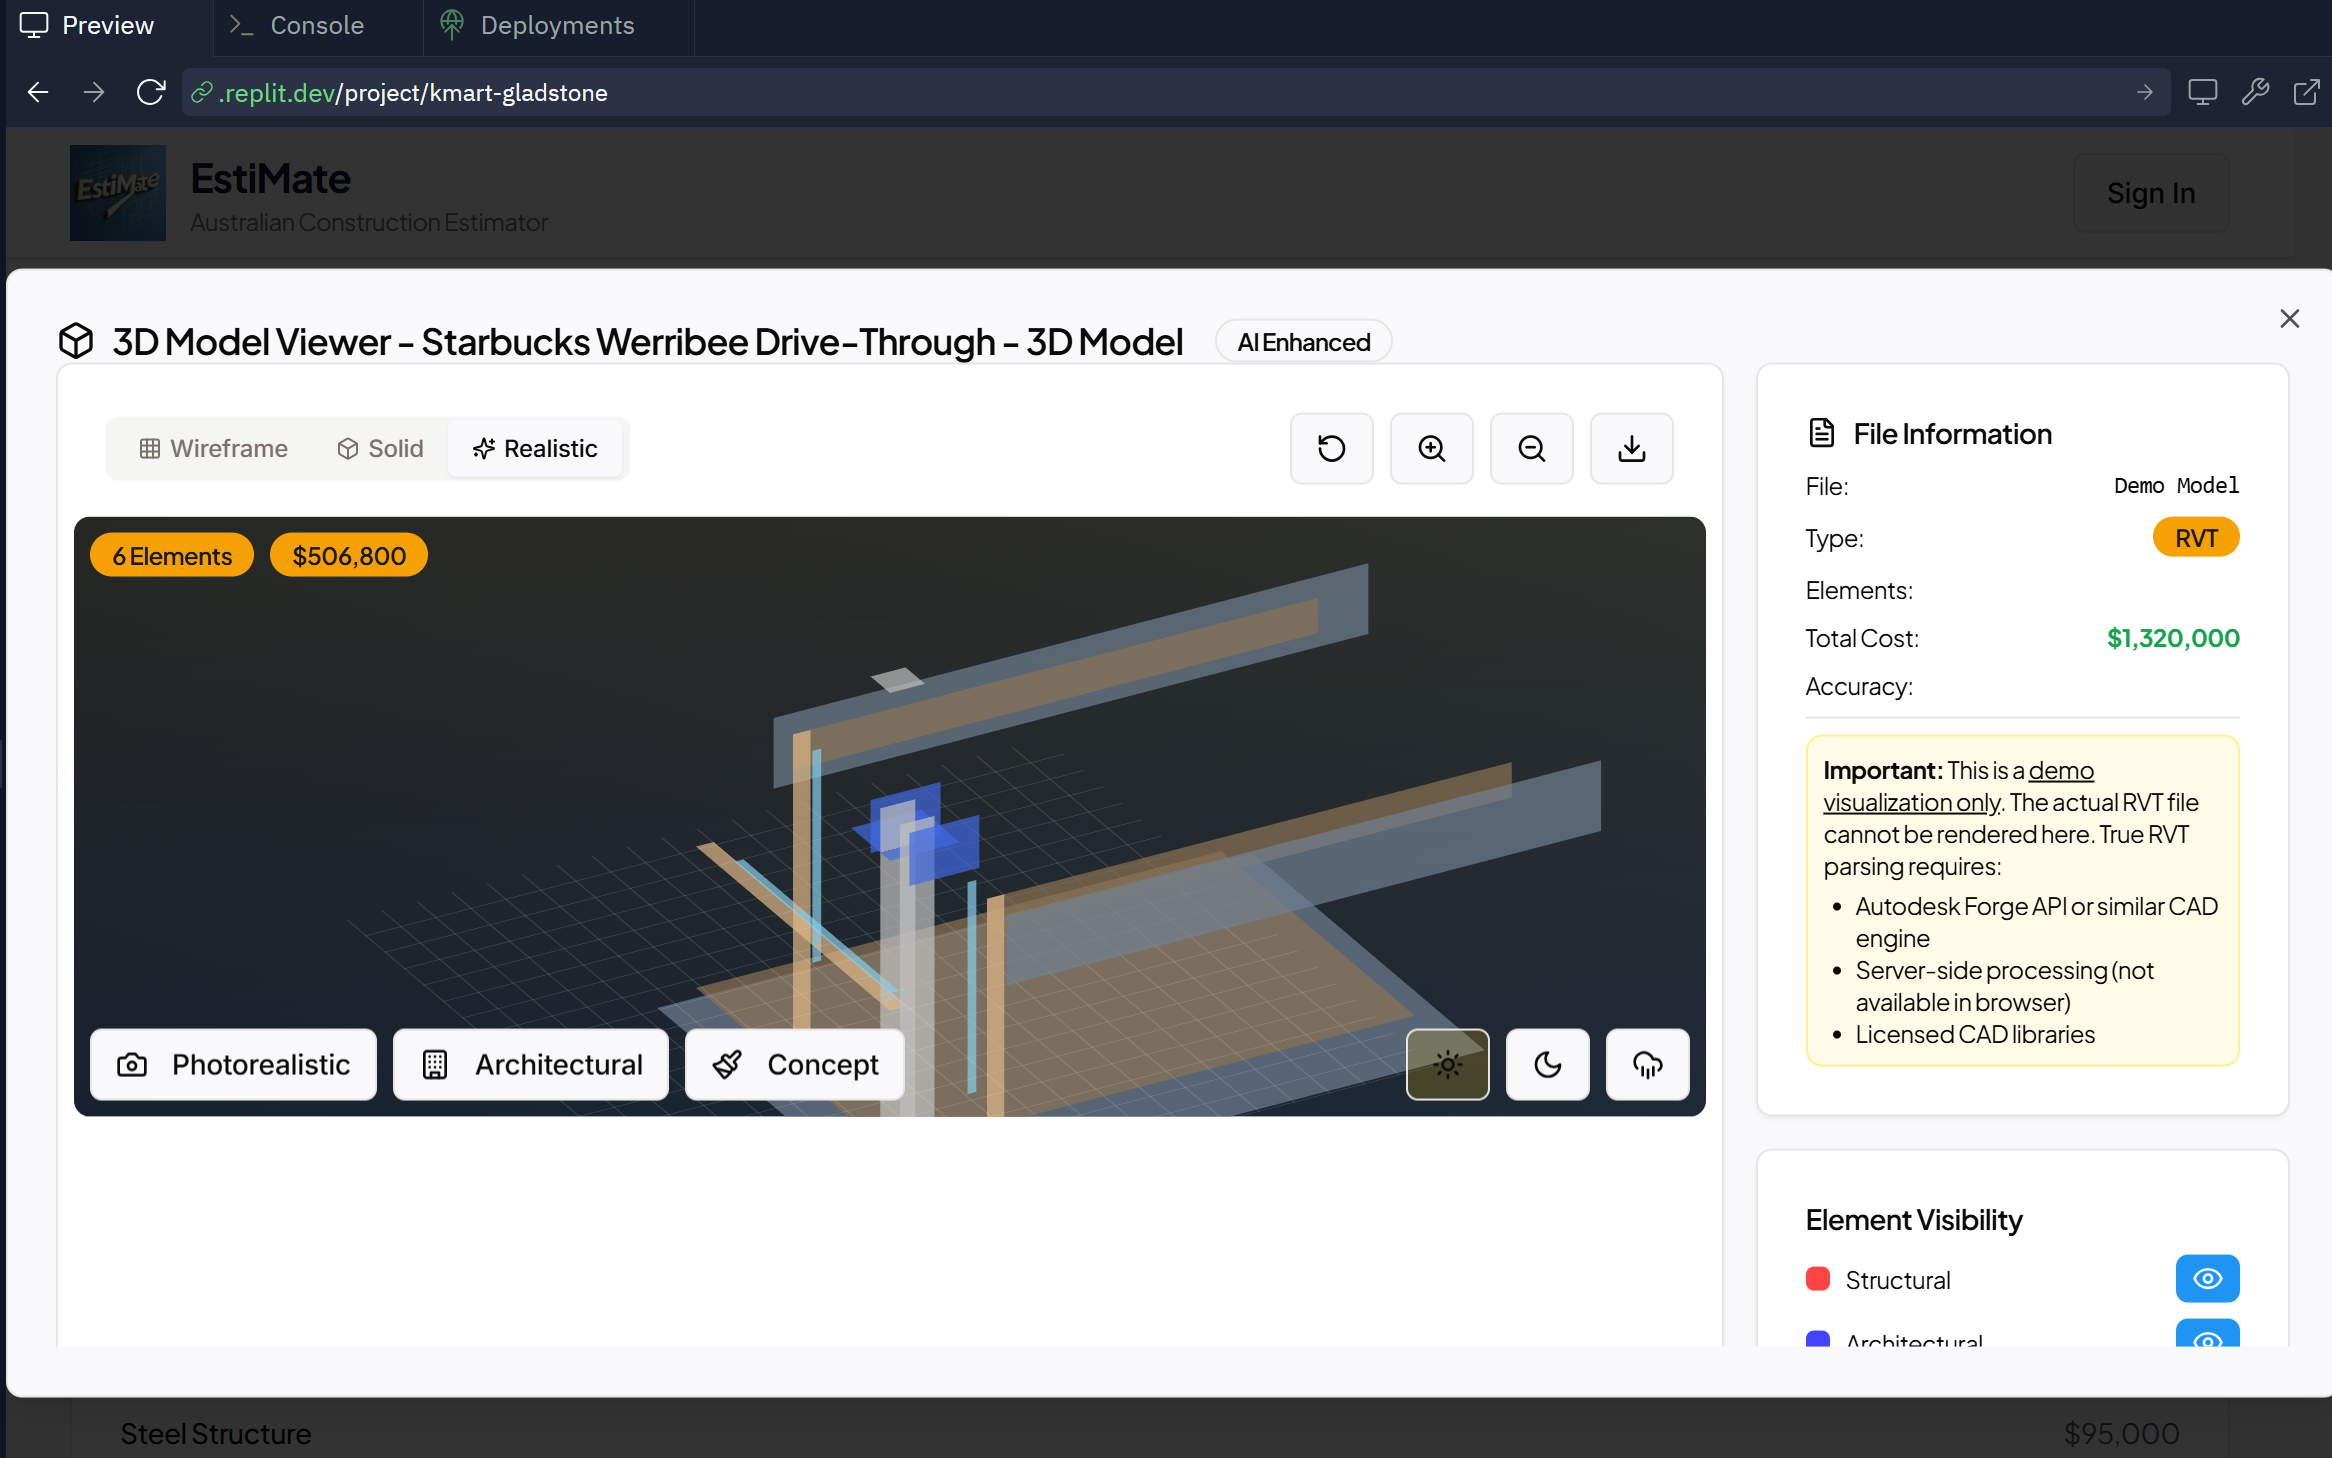 Preview
Console
Deployments
.replit.dev/project/kmart-gladstone
EstiMate
EstiMate
Australian Construction Estimator
Sign In
3D Model Viewer - Starbucks Werribee Drive-Through - 3D Model
AI Enhanced
Wireframe
Solid
Realistic
6 Elements
$506,800
Photorealistic
Architectural
Concept
File Information
File:
Demo Model
Type:
RVT
Elements:
Total Cost:
$1,320,000
Accuracy:
Important: This is a demo
visualization only. The actual RVT file
cannot be rendered here. True RVT
parsing requires:
• Autodesk Forge API or similar CAD
engine
• Server-side processing (not
available in browser)
• Licensed CAD libraries
Element Visibility
Structural
Architectural
Steel Structure
$95,000